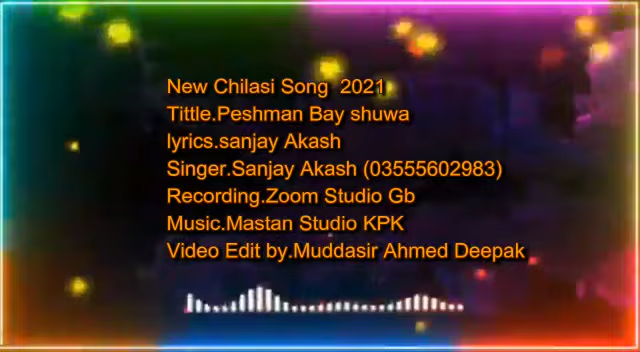 New Chilasi Song  2021
Tittle.Peshman Bay shuwa
lyrics.sanjay Akash
Singer.Sanjay Akash (03555602983)
Recording.Zoom Studio Gb
Music.Mastan Studio KPK
Video Edit by.Muddasir Ahmed Deepak